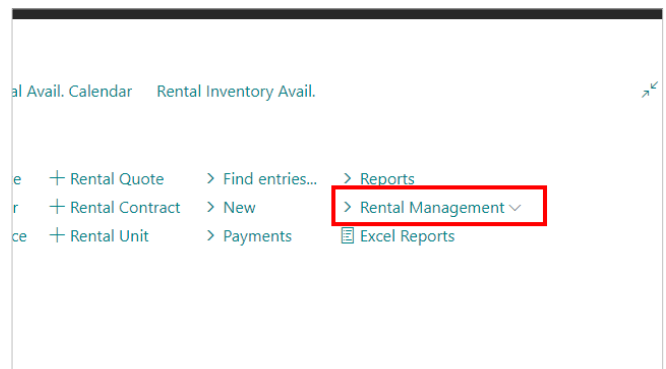 al Avail. Calendar Rental Inventory Avail.
e + Rental Quote > Find entries... > Reports
r + Rental Contract > New > Rental Management
ce + Rental Unit > Payments Excel Reports